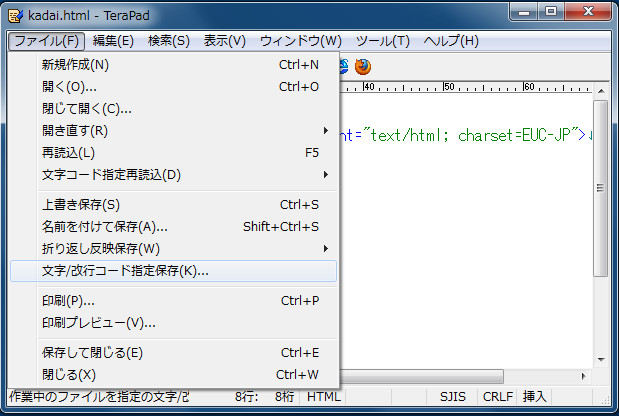 kadai.html - TeraPad
ファイル(F) 編集(E) 検索(S) 表示(V) ウィンドウ(W) ツール(T) ヘルプ(H)
新規作成(N) Ctrl+N
開く(O)... Ctrl+O
閉じて開く(C)...
開き直す(R)
再読込(L) F5
文字コード指定再読込(D)
上書き保存(S) Ctrl+S
名前を付けて保存(A)... Shift+Ctrl+S
折り返し反映保存(W)
文字/改行コード指定保存(K)...
印刷(P)... Ctrl+P
印刷プレビュー(V)...
保存して閉じる(E) Ctrl+E
閉じる(X) Ctrl+W
40 50 60
nt="text/html; charset=EUC-JP">↓
作業中のファイルを指定の文字/ 8行: 8桁 HTML SJIS CRLF 挿入